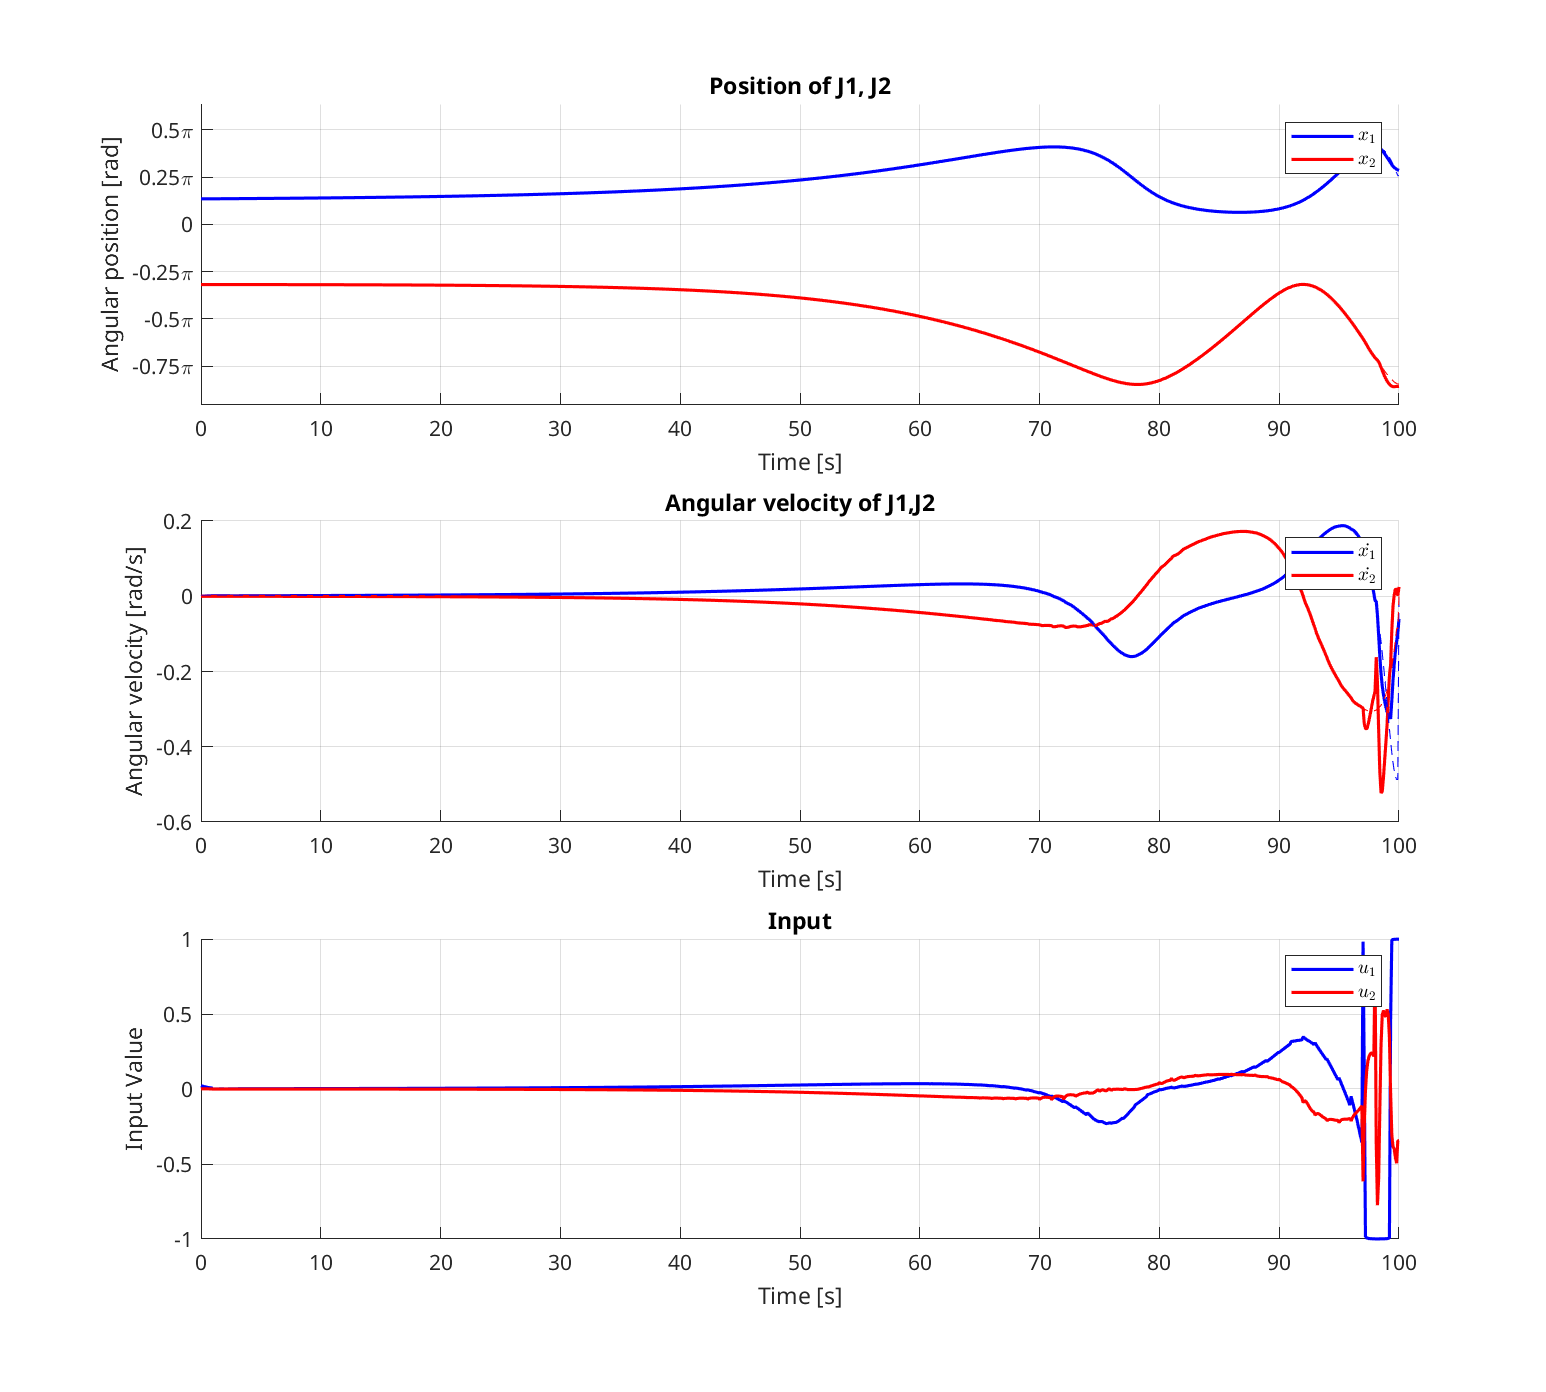 Position of J1, J2
Angular position [rad]
0.5π
0.25π
0
-0.25π
-0.5π
-0.75π
x₁
x₂
0 10 20 30 40 50 60 70 80 90 100
Time [s]
Angular velocity of J1,J2
Angular velocity [rad/s]
0.2
0
-0.2
-0.4
-0.6
ẋ₁
ẋ₂
0 10 20 30 40 50 60 70 80 90 100
Time [s]
Input
Input Value
1
0.5
0
-0.5
-1
u₁
u₂
0 10 20 30 40 50 60 70 80 90 100
Time [s]